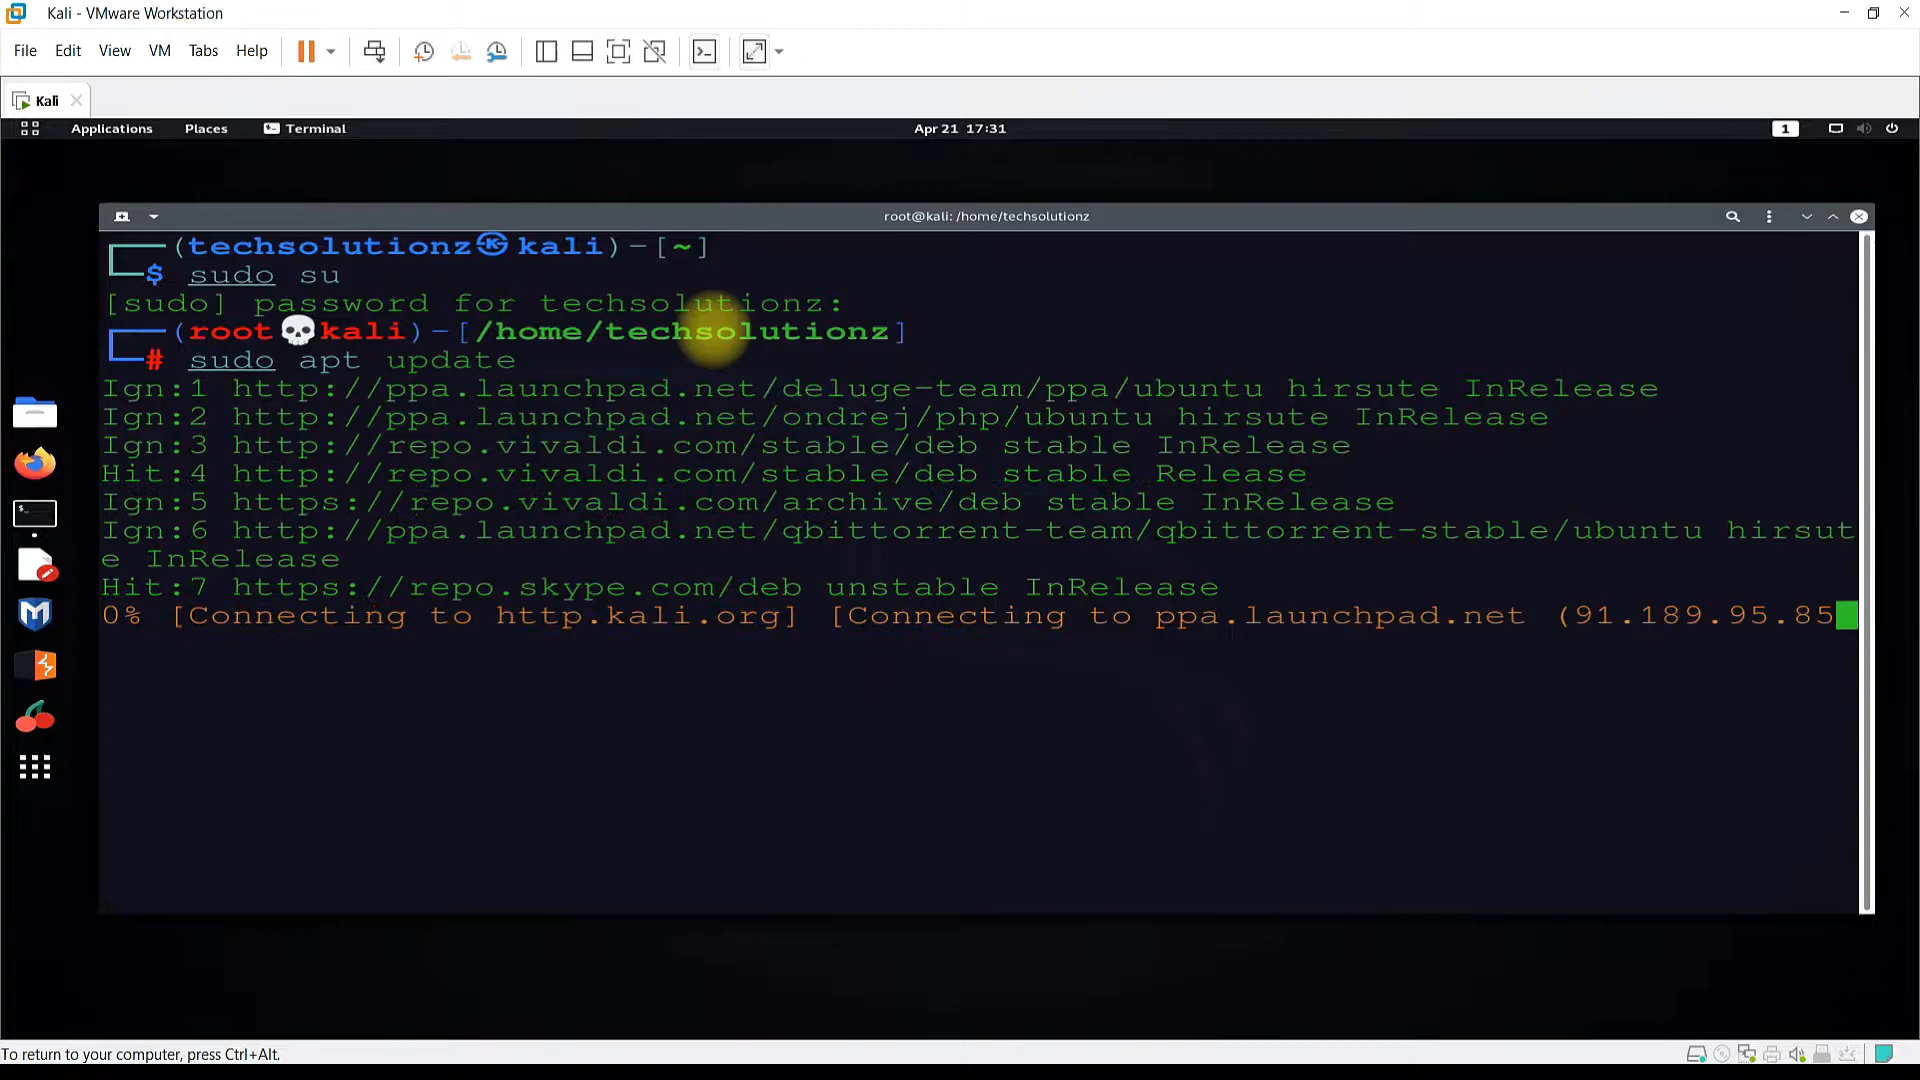 Kali - VMware Workstation
File Edit View VM Tabs Help
Kali
Applications Places Terminal Apr 21 17:31 1
root@kali: /home/techsolutionz
(techsolutionz㉿kali)-[~]
$ sudo su
[sudo] password for techsolutionz:
(root💀kali)-[/home/techsolutionz]
# sudo apt update
Ign:1 http://ppa.launchpad.net/deluge-team/ppa/ubuntu hirsute InRelease
Ign:2 http://ppa.launchpad.net/ondrej/php/ubuntu hirsute InRelease
Ign:3 http://repo.vivaldi.com/stable/deb stable InRelease
Hit:4 http://repo.vivaldi.com/stable/deb stable Release
Ign:5 https://repo.vivaldi.com/archive/deb stable InRelease
Ign:6 http://ppa.launchpad.net/qbittorrent-team/qbittorrent-stable/ubuntu hirsut
e InRelease
Hit:7 https://repo.skype.com/deb unstable InRelease
0% [Connecting to http.kali.org] [Connecting to ppa.launchpad.net (91.189.95.85
To return to your computer, press Ctrl+Alt.